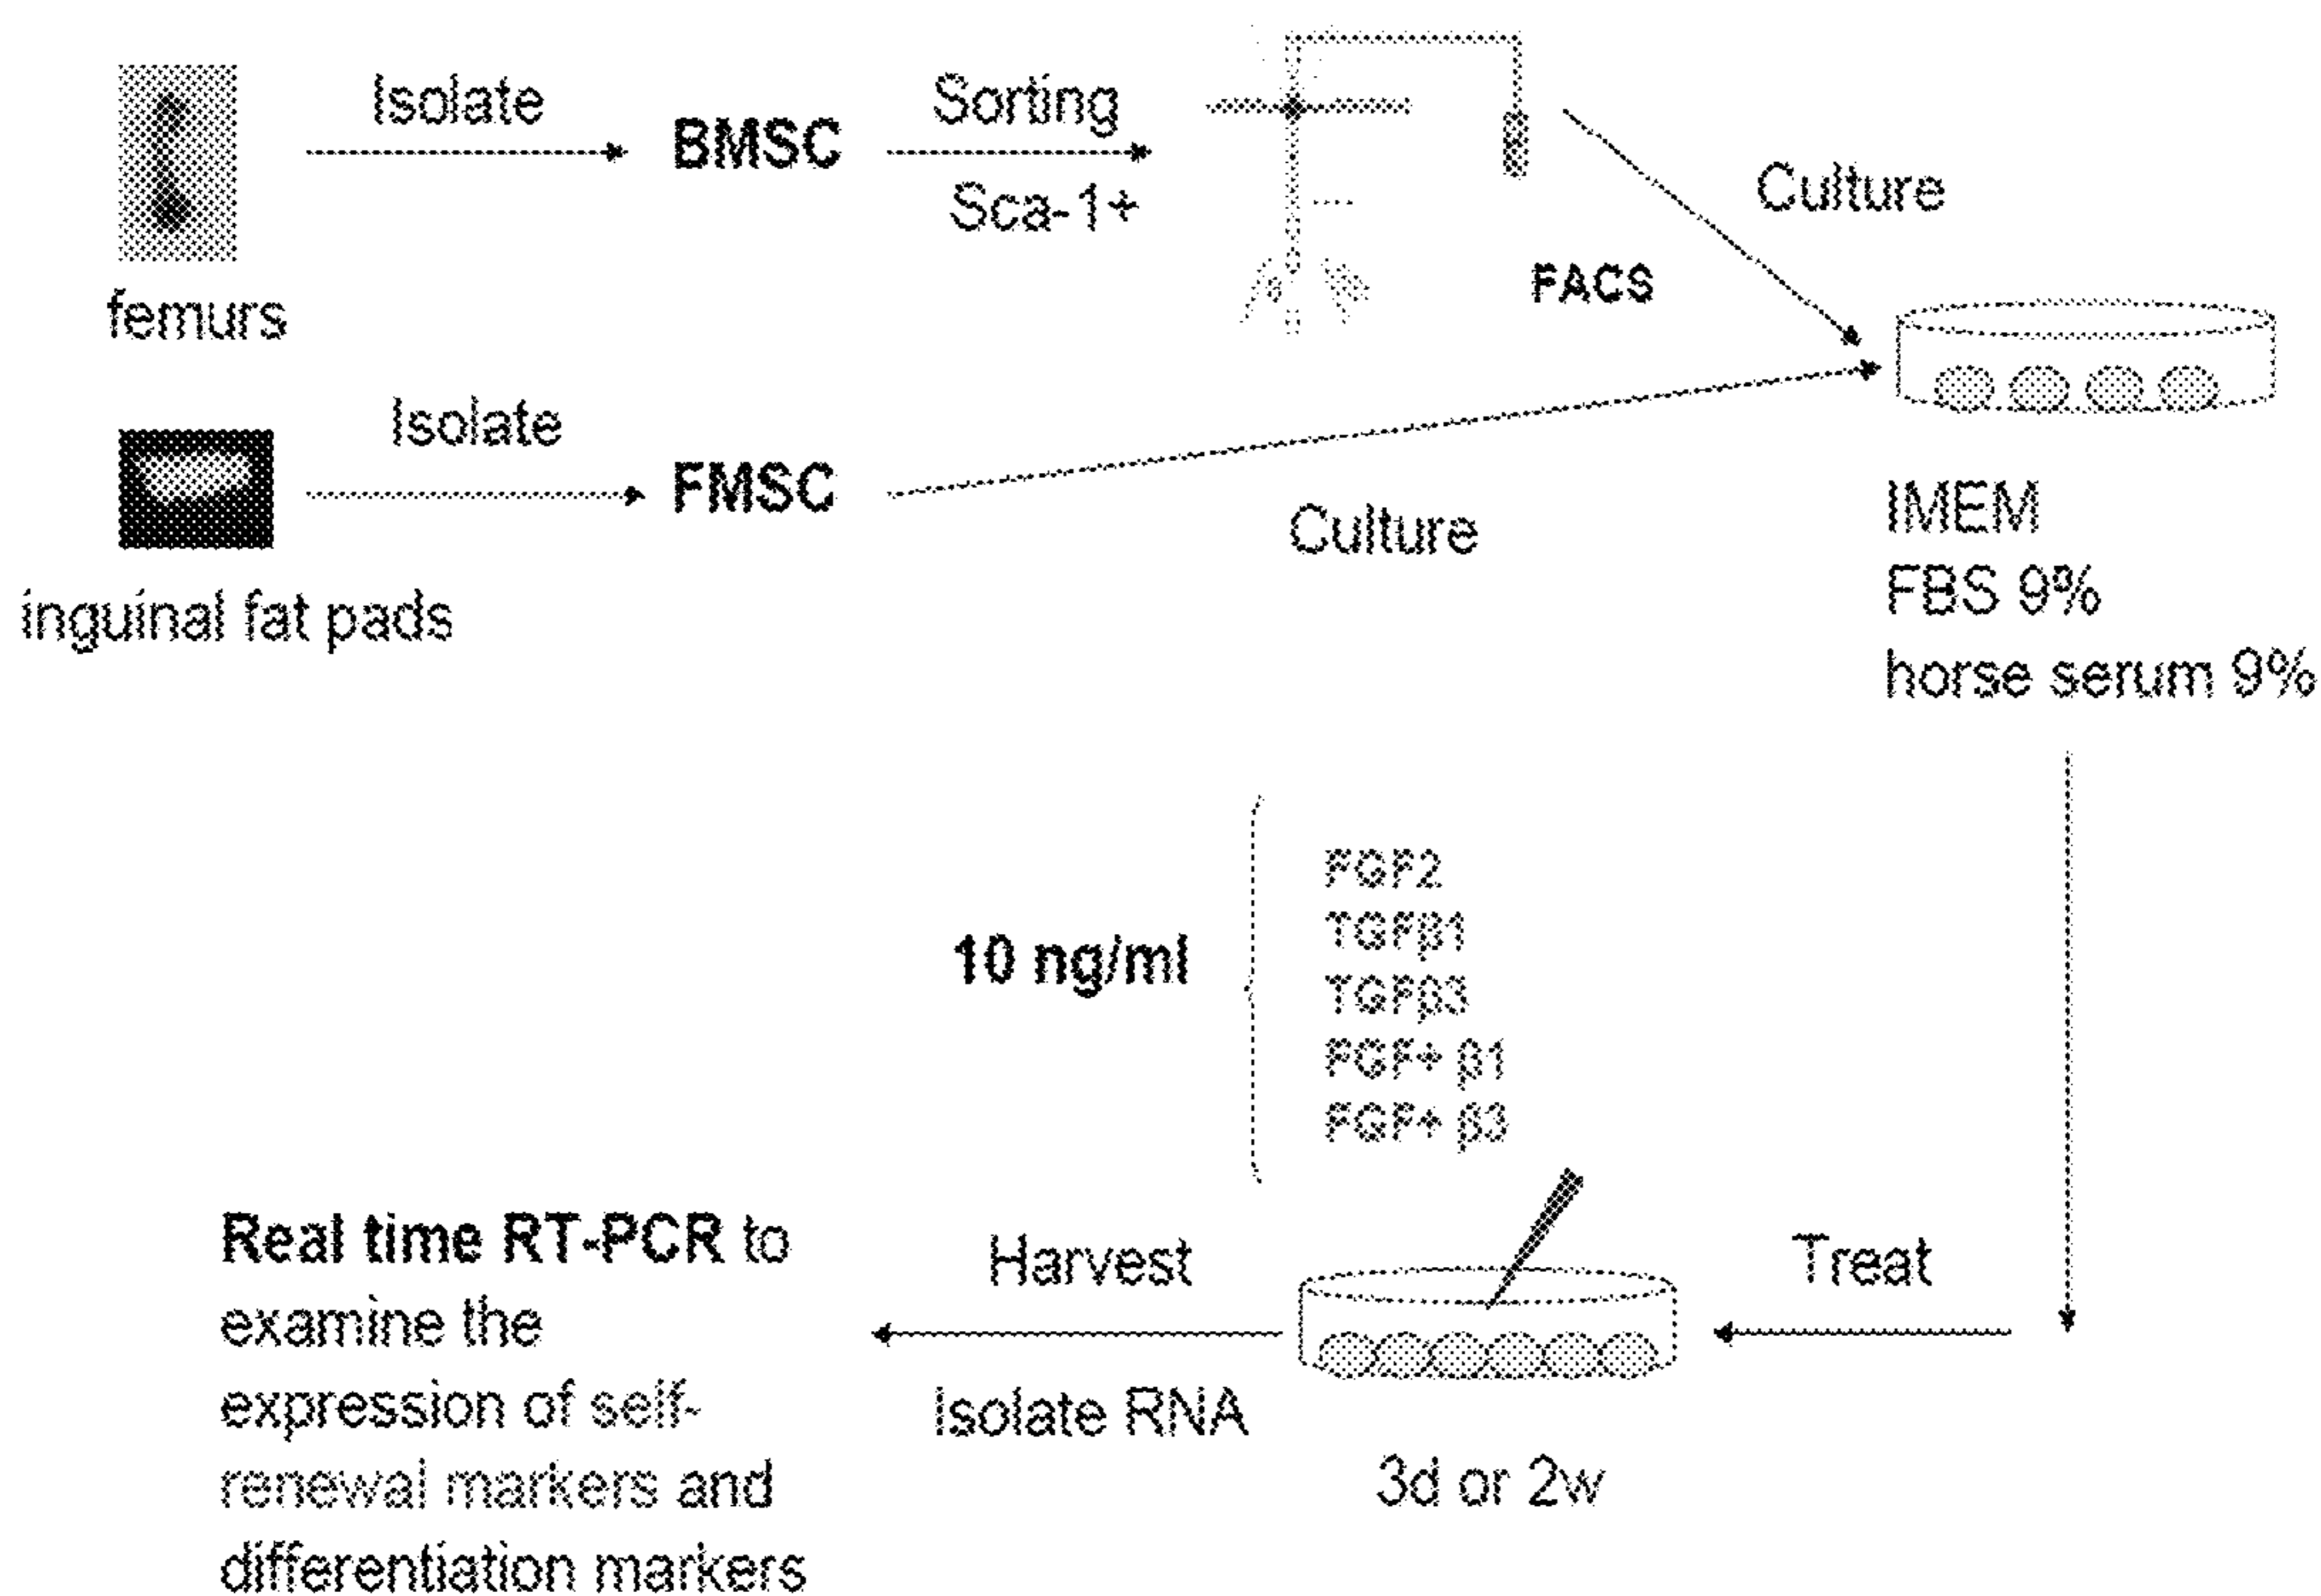 Isolate
BMSC
Sorting
Sca-1+
Culture
FACS
femurs
Isolate
FMSC
Culture
inguinal fat pads
IMEM
FBS 9%
horse serum 9%
10 ng/ml
FGF2
TGFβ1
TGFβ3
FGF+ β1
FGF+ β3
Treat
3d or 2w
Harvest
Isolate RNA
Real time RT-PCR to
examine the
expression of self-
renewal markers and
differentiation markers